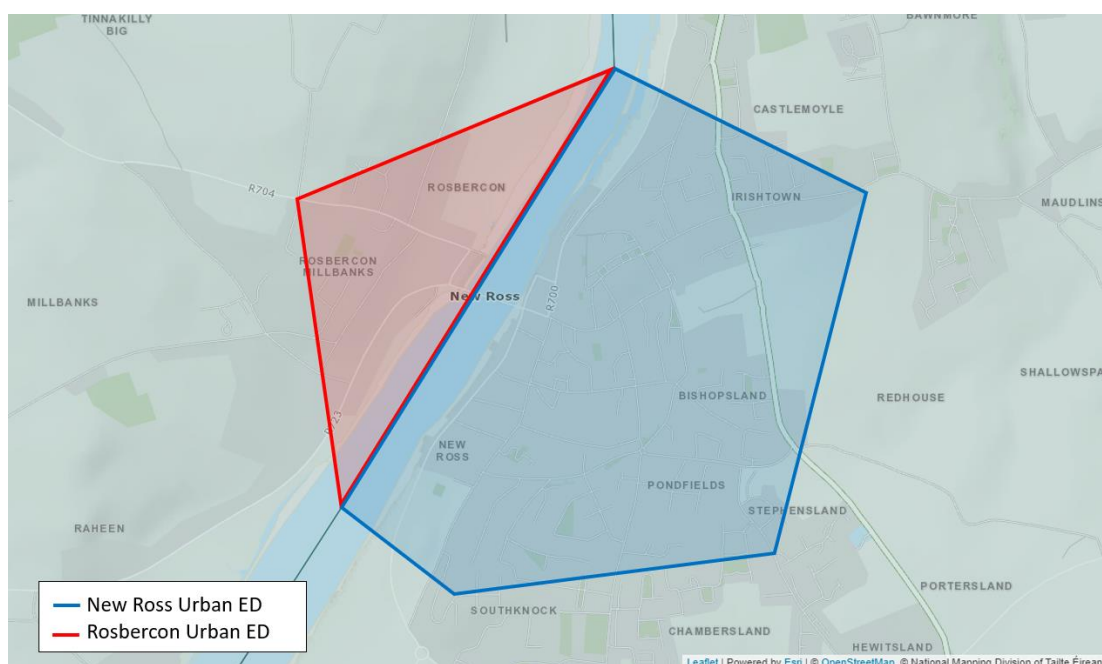 TINNAKILLY
BIG
BAWNMORE
CASTLEMOYLE
R704
ROSBERCON
IRISHTOWN
MAUDLINS
ROSBERCON
MILLBANKS
MILLBANKS
New Ross
R700
SHALLOWSPA
BISHOPSLAND
REDHOUSE
R723
NEW
ROSS
PONDFIELDS
STEPHENSLAND
RAHEEN
PORTERSLAND
New Ross Urban ED
Rosbercon Urban ED
SOUTHKNOCK
CHAMBERSLAND
HEWITSLAND
Leaflet | Powered by Esri | © OpenStreetMap, © National Mapping Division of Tailte Éirean